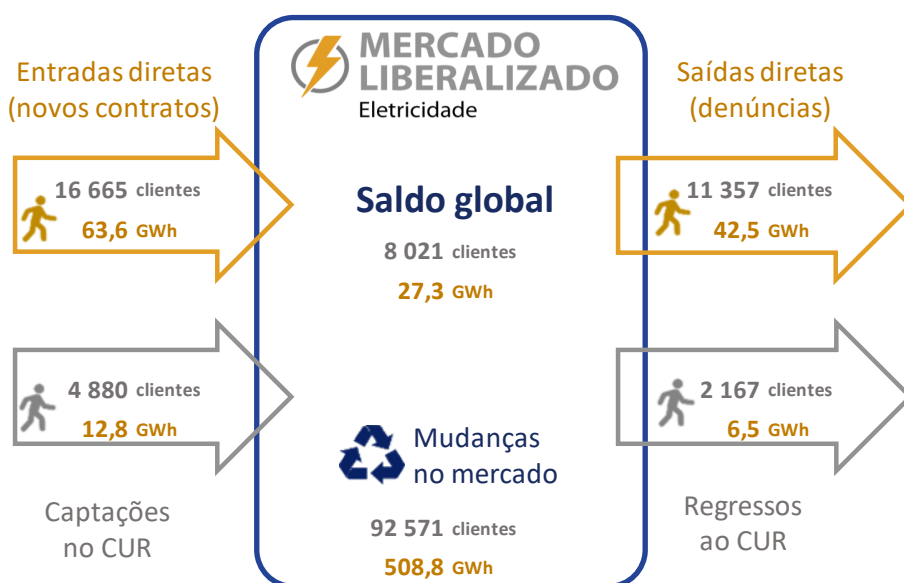 Entradas diretas
(novos contratos)
16 665 clientes
63,6 GWh
4 880 clientes
12,8 GWh
Captações
no CUR
MERCADO
LIBERALIZADO
Eletricidade
Saldo global
8 021 clientes
27,3 GWh
Mudanças
no mercado
92 571 clientes
508,8 GWh
Saídas diretas
(denúncias)
11 357 clientes
42,5 GWh
2 167 clientes
6,5 GWh
Regressos
ao CUR